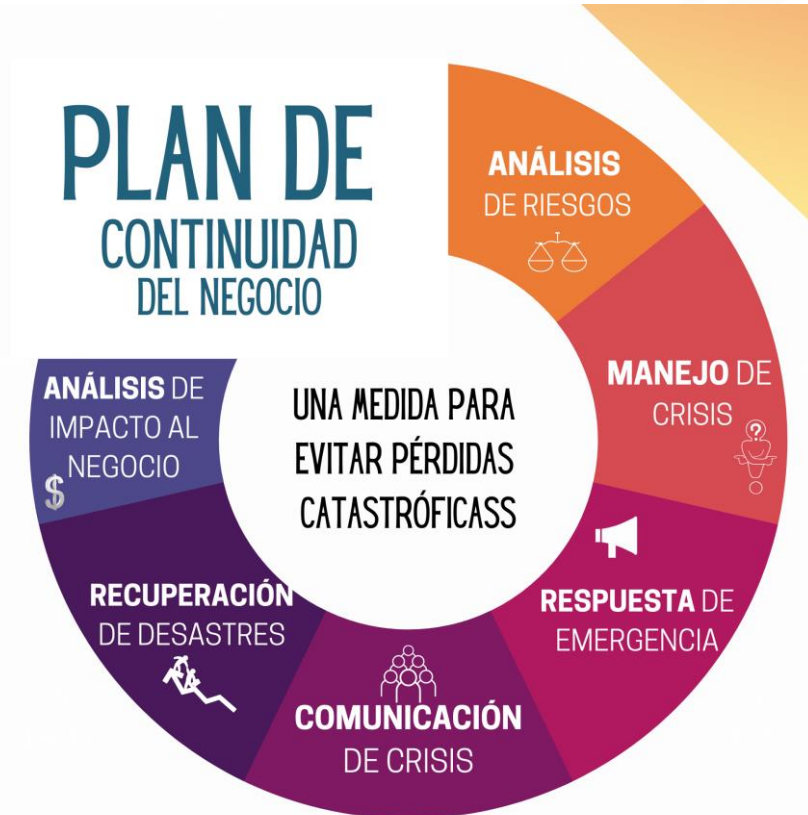 PLAN DE
CONTINUIDAD
DEL NEGOCIO
ANÁLISIS
DE RIESGOS
MANEJO DE
CRISIS
?
RESPUESTA DE
EMERGENCIA
COMUNICACIÓN
DE CRISIS
RECUPERACIÓN
DE DESASTRES
ANÁLISIS DE
IMPACTO AL
NEGOCIO
$
UNA MEDIDA PARA
EVITAR PÉRDIDAS
CATASTRÓFICASS